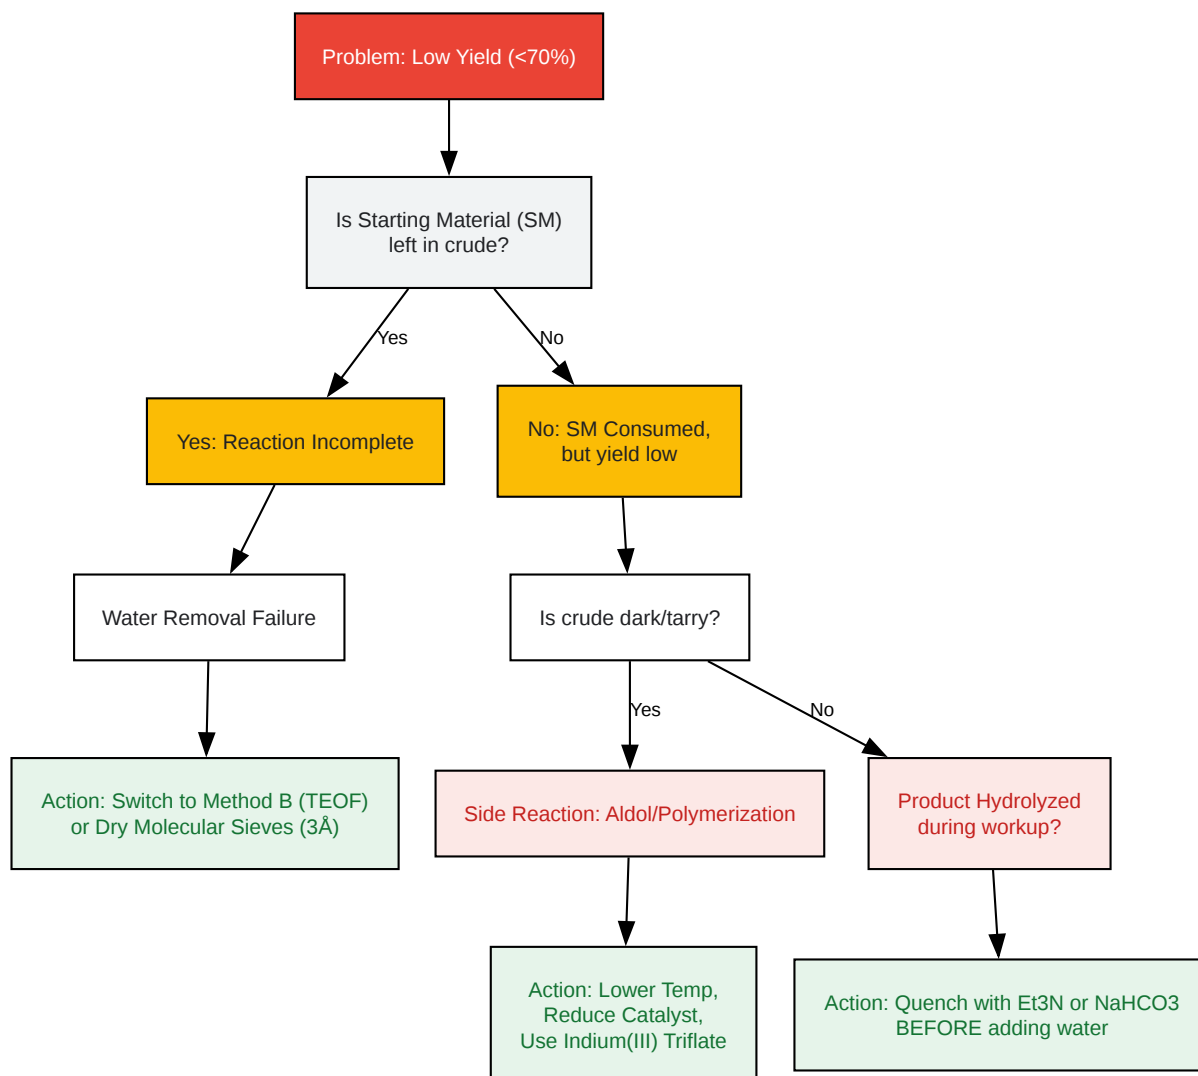 Problem: Low Yield (<70%)
Is Starting Material (SM)
left in crude?
Yes
No
Yes: Reaction Incomplete
No: SM Consumed,
but yield low
Water Removal Failure
Is crude dark/tarry?
Yes
No
Action: Switch to Method B (TEOF)
or Dry Molecular Sieves (3Å)
Side Reaction: Aldol/Polymerization
Product Hydrolyzed
during workup?
Action: Lower Temp,
Reduce Catalyst,
Use Indium(III) Triflate
Action: Quench with Et3N or NaHCO3
BEFORE adding water